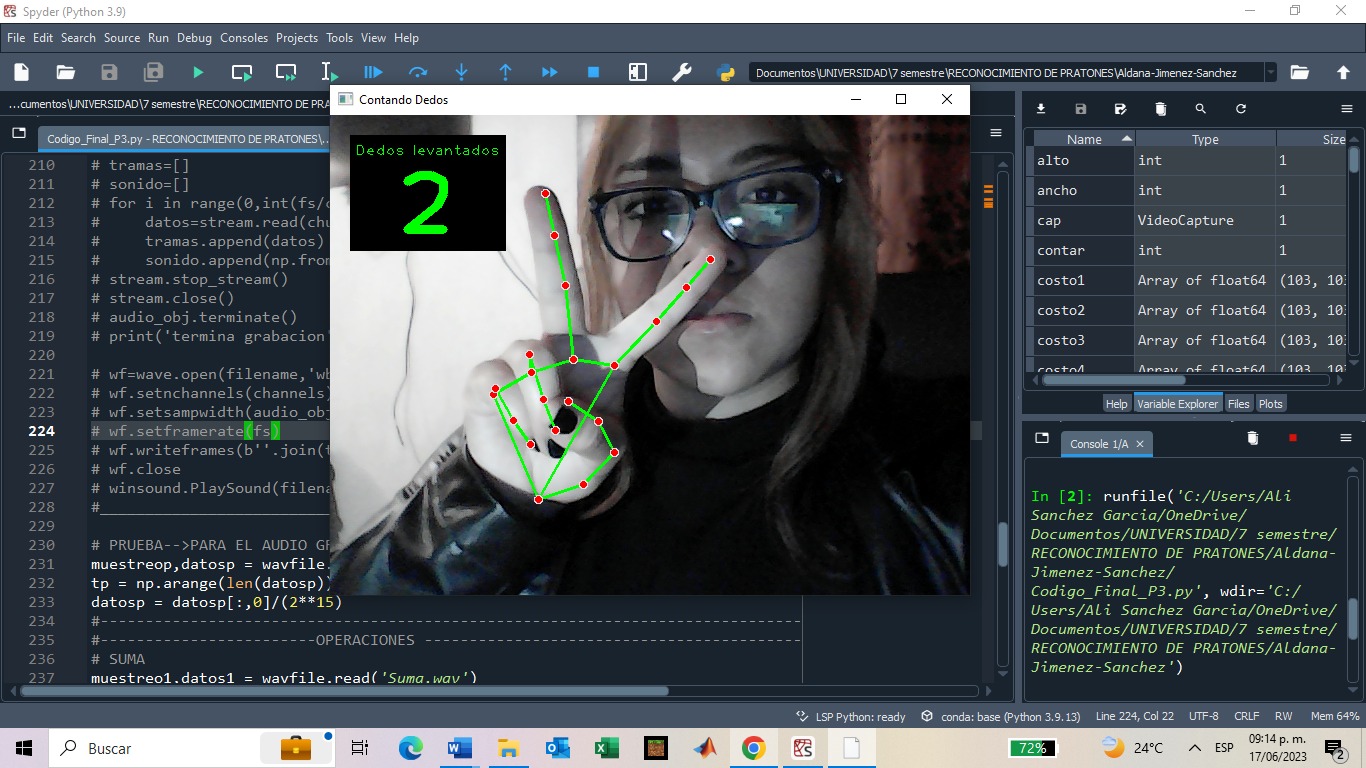 Spyder (Python 3.9)
File Edit Search Source Run Debug Consoles Projects Tools View Help
Documentos\UNIVERSIDAD\7 semestre\RECONOCIMIENTO DE PRATONES\Aldana-Jimenez-Sanchez
...cumentos\UNIVERSIDAD\7 semestre\RECONOCIMIENTO DE PRA
Contando Dedos
Codigo_Final_P3.py - RECONOCIMIENTO DE PRATONES\...
Dedos levantados
2
210 # tramas=[]
211 # sonido=[]
212 # for i in range(0,int(fs/
213 #     datos=stream.read(chu
214 #     tramas.append(datos)
215 #     sonido.append(np.from
216 # stream.stop_stream()
217 # stream.close()
218 # audio_obj.terminate()
219 # print('termina grabacion'
220
221 # wf=wave.open(filename,'wb
222 # wf.setnchannels(channels)
223 # wf.setsampwidth(audio_obj
224 # wf.setframerate(fs)
225 # wf.writeframes(b''.join(
226 # wf.close
227 # winsound.PlaySound(filena
228 #
229
230 # PRUEBA-->PARA EL AUDIO GR
231 muestreop,datosp = wavfile.
232 tp = np.arange(len(datosp))
233 datosp = datosp[:,0]/(2**15)
234
235 #------------------------OPERACIONES
236 # SUMA
237 muestreo1,datos1 = wavfile.read('Suma.wav')
Name Type Size
alto int 1
ancho int 1
cap VideoCapture 1
contar int 1
costo1 Array of float64 (103, 103
costo2 Array of float64 (103, 103
costo3 Array of float64 (103, 103
costo4 Array of float64 (103, 103
Help Variable Explorer Files Plots
Console 1/A
In [2]: runfile('C:/Users/Ali
Sanchez Garcia/OneDrive/
Documentos/UNIVERSIDAD/7 semestre/
RECONOCIMIENTO DE PRATONES/Aldana-
Jimenez-Sanchez/
Codigo_Final_P3.py', wdir='C:/
Users/Ali Sanchez Garcia/OneDrive/
Documentos/UNIVERSIDAD/7 semestre/
RECONOCIMIENTO DE PRATONES/Aldana-
Jimenez-Sanchez')
LSP Python: ready conda: base (Python 3.9.13) Line 224, Col 22 UTF-8 CRLF RW Mem 64%
Buscar
72% 24°C ESP 09:14 p. m.
17/06/2023
2